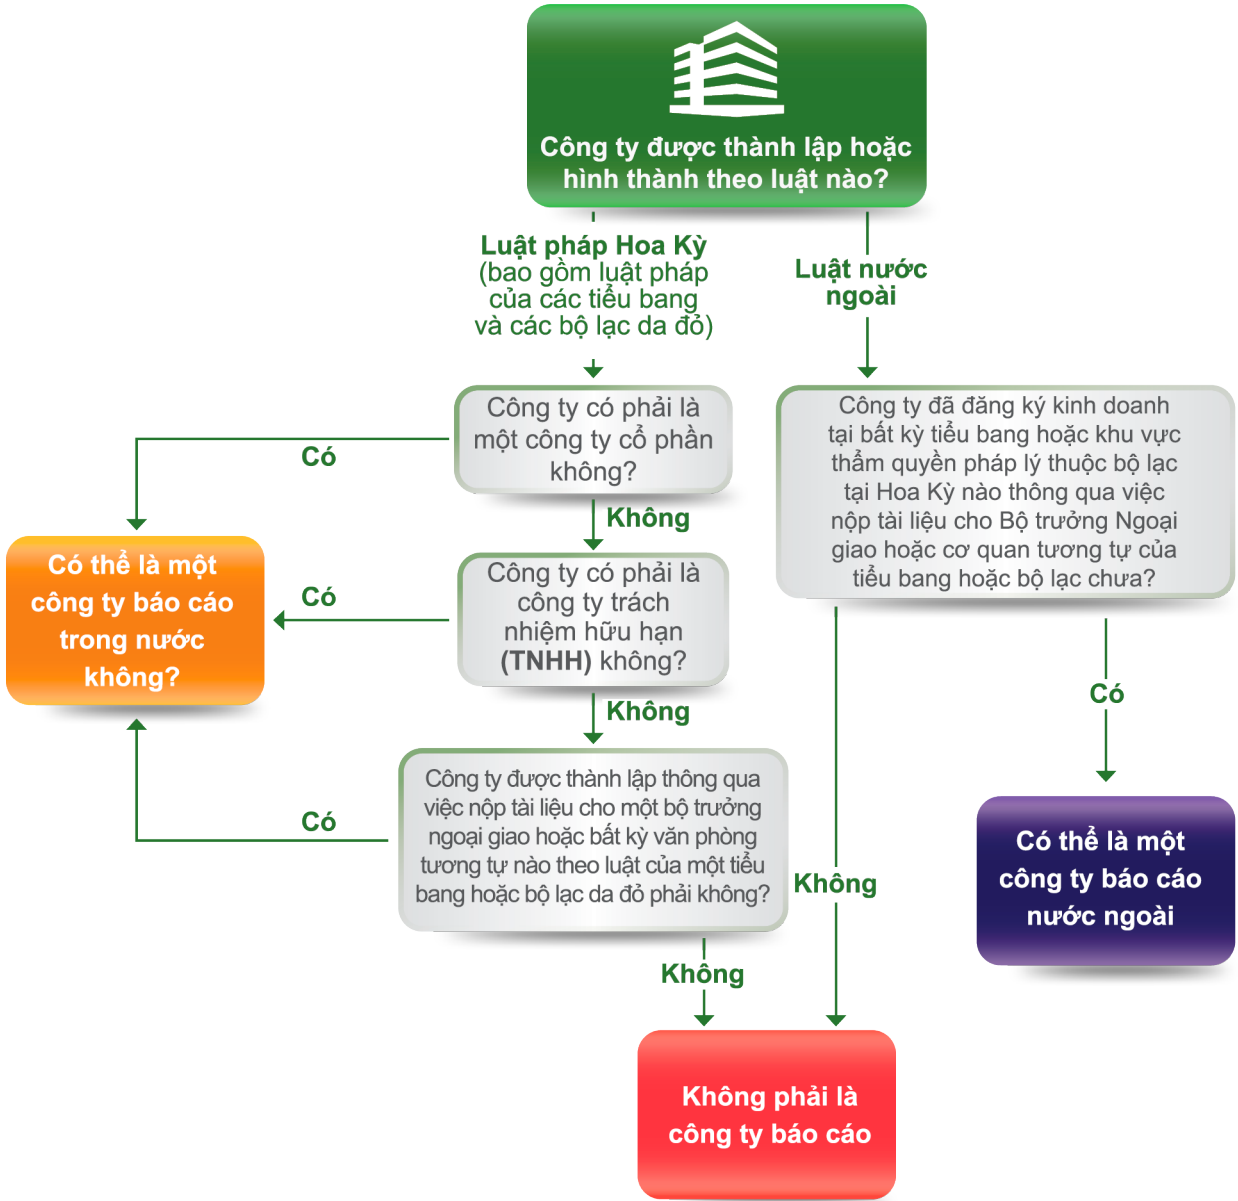 Công ty được thành lập hoặc
hình thành theo luật nào?
Luật pháp Hoa Kỳ
(bao gồm luật pháp
của các tiểu bang
và các bộ lạc da đỏ)
Luật nước
ngoài
Công ty có phải là
một công ty cổ phần
không?
Có
Không
Công ty đã đăng ký kinh doanh
tại bất kỳ tiểu bang hoặc khu vực
thẩm quyền pháp lý thuộc bộ lạc
tại Hoa Kỳ nào thông qua việc
nộp tài liệu cho Bộ trưởng Ngoại
giao hoặc cơ quan tương tự của
tiểu bang hoặc bộ lạc chưa?
Có thể là một
công ty báo cáo
trong nước
không?
Có
Công ty có phải là
công ty trách
nhiệm hữu hạn
(TNHH) không?
Không
Có
Công ty được thành lập thông qua
việc nộp tài liệu cho một bộ trưởng
ngoại giao hoặc bất kỳ văn phòng
tương tự nào theo luật của một tiểu
bang hoặc bộ lạc da đỏ phải không?
Có
Không
Không
Có thể là một
công ty báo cáo
nước ngoài
Không phải là
công ty báo cáo